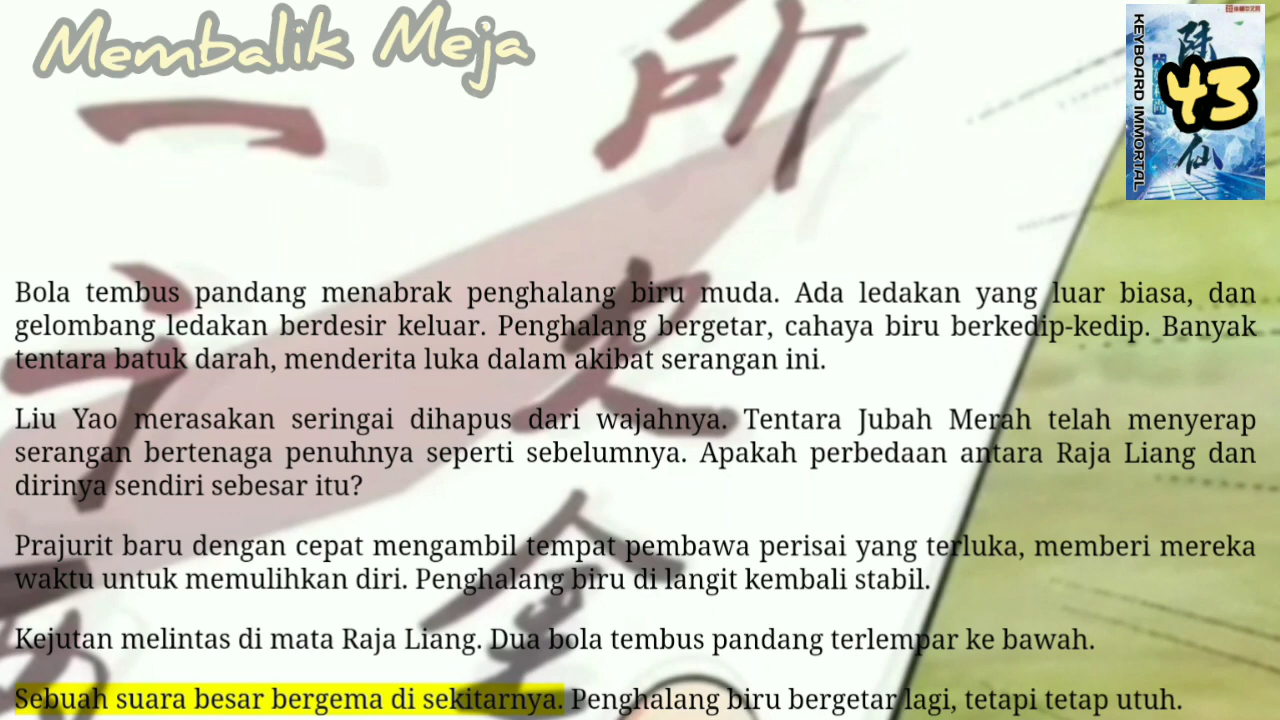 Membalik Meja
KEYBOARD IMMORTAL
43
仙
一
所
Bola tembus pandang menabrak penghalang biru muda. Ada ledakan yang luar biasa, dan
gelombang ledakan berdesir keluar. Penghalang bergetar, cahaya biru berkedip-kedip. Banyak
tentara batuk darah, menderita luka dalam akibat serangan ini.
Liu Yao merasakan seringai dihapus dari wajahnya. Tentara Jubah Merah telah menyerap
serangan bertenaga penuhnya seperti sebelumnya. Apakah perbedaan antara Raja Liang dan
dirinya sendiri sebesar itu?
Prajurit baru dengan cepat mengambil tempat pembawa perisai yang terluka, memberi mereka
waktu untuk memulihkan diri. Penghalang biru di langit kembali stabil.
Kejutan melintas di mata Raja Liang. Dua bola tembus pandang terlempar ke bawah.
Sebuah suara besar bergema di sekitarnya. Penghalang biru bergetar lagi, tetapi tetap utuh.